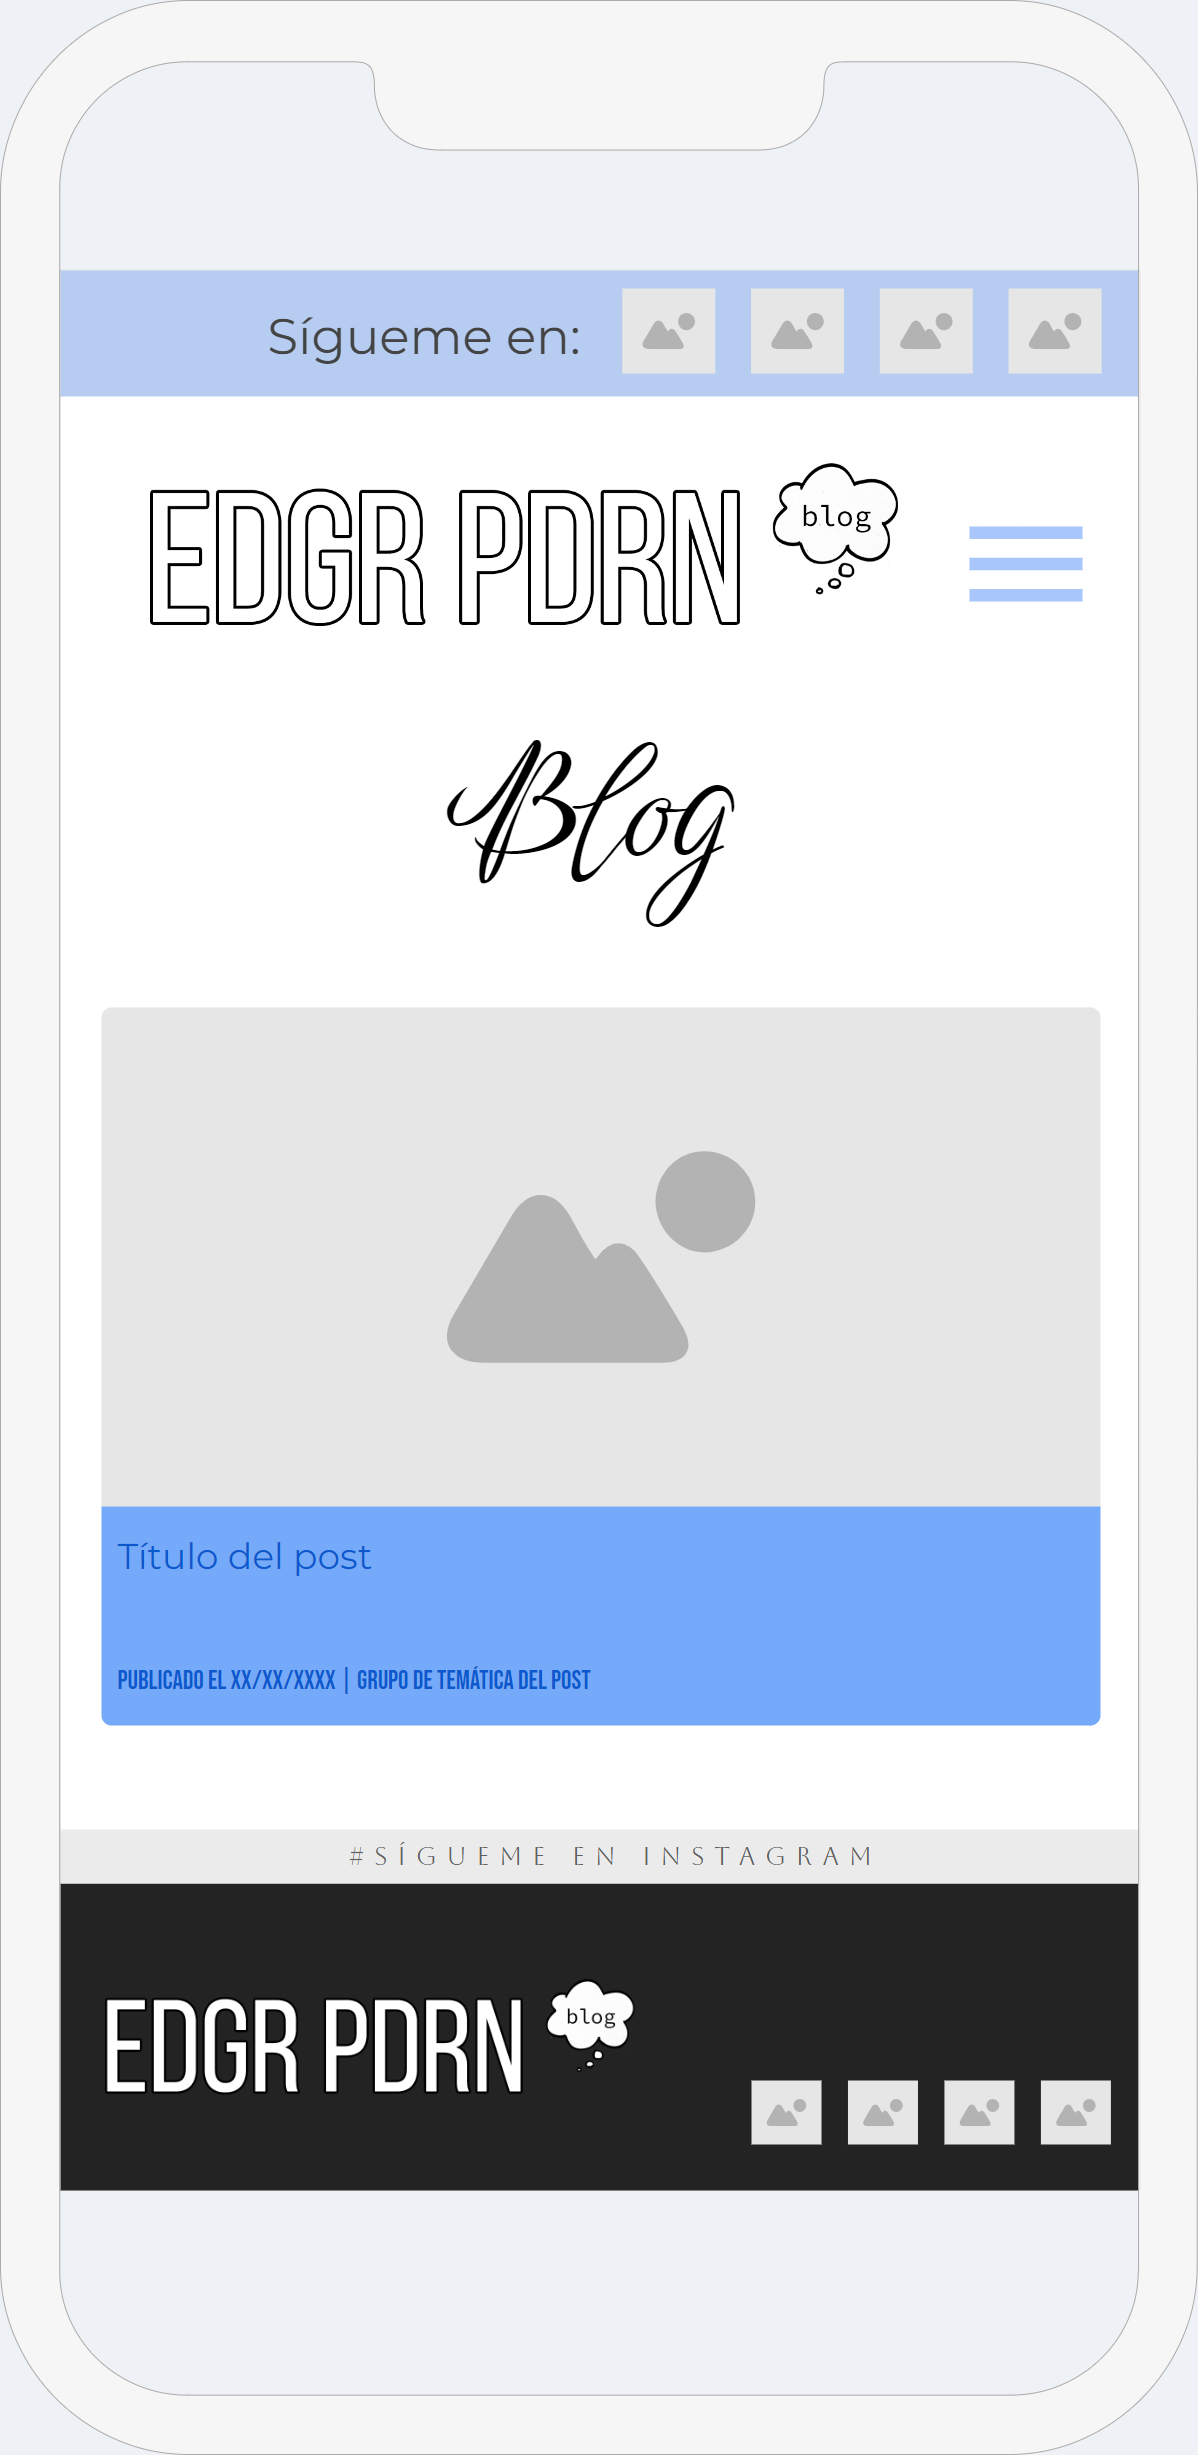 Sígueme en:
EDGR PDRN blog
Blog
Título del post
PUBLICADO EL XX/XX/XXXX | GRUPO DE TEMÁTICA DEL POST
#SÍGUEME EN INSTAGRAM
EDGR PDRN blog